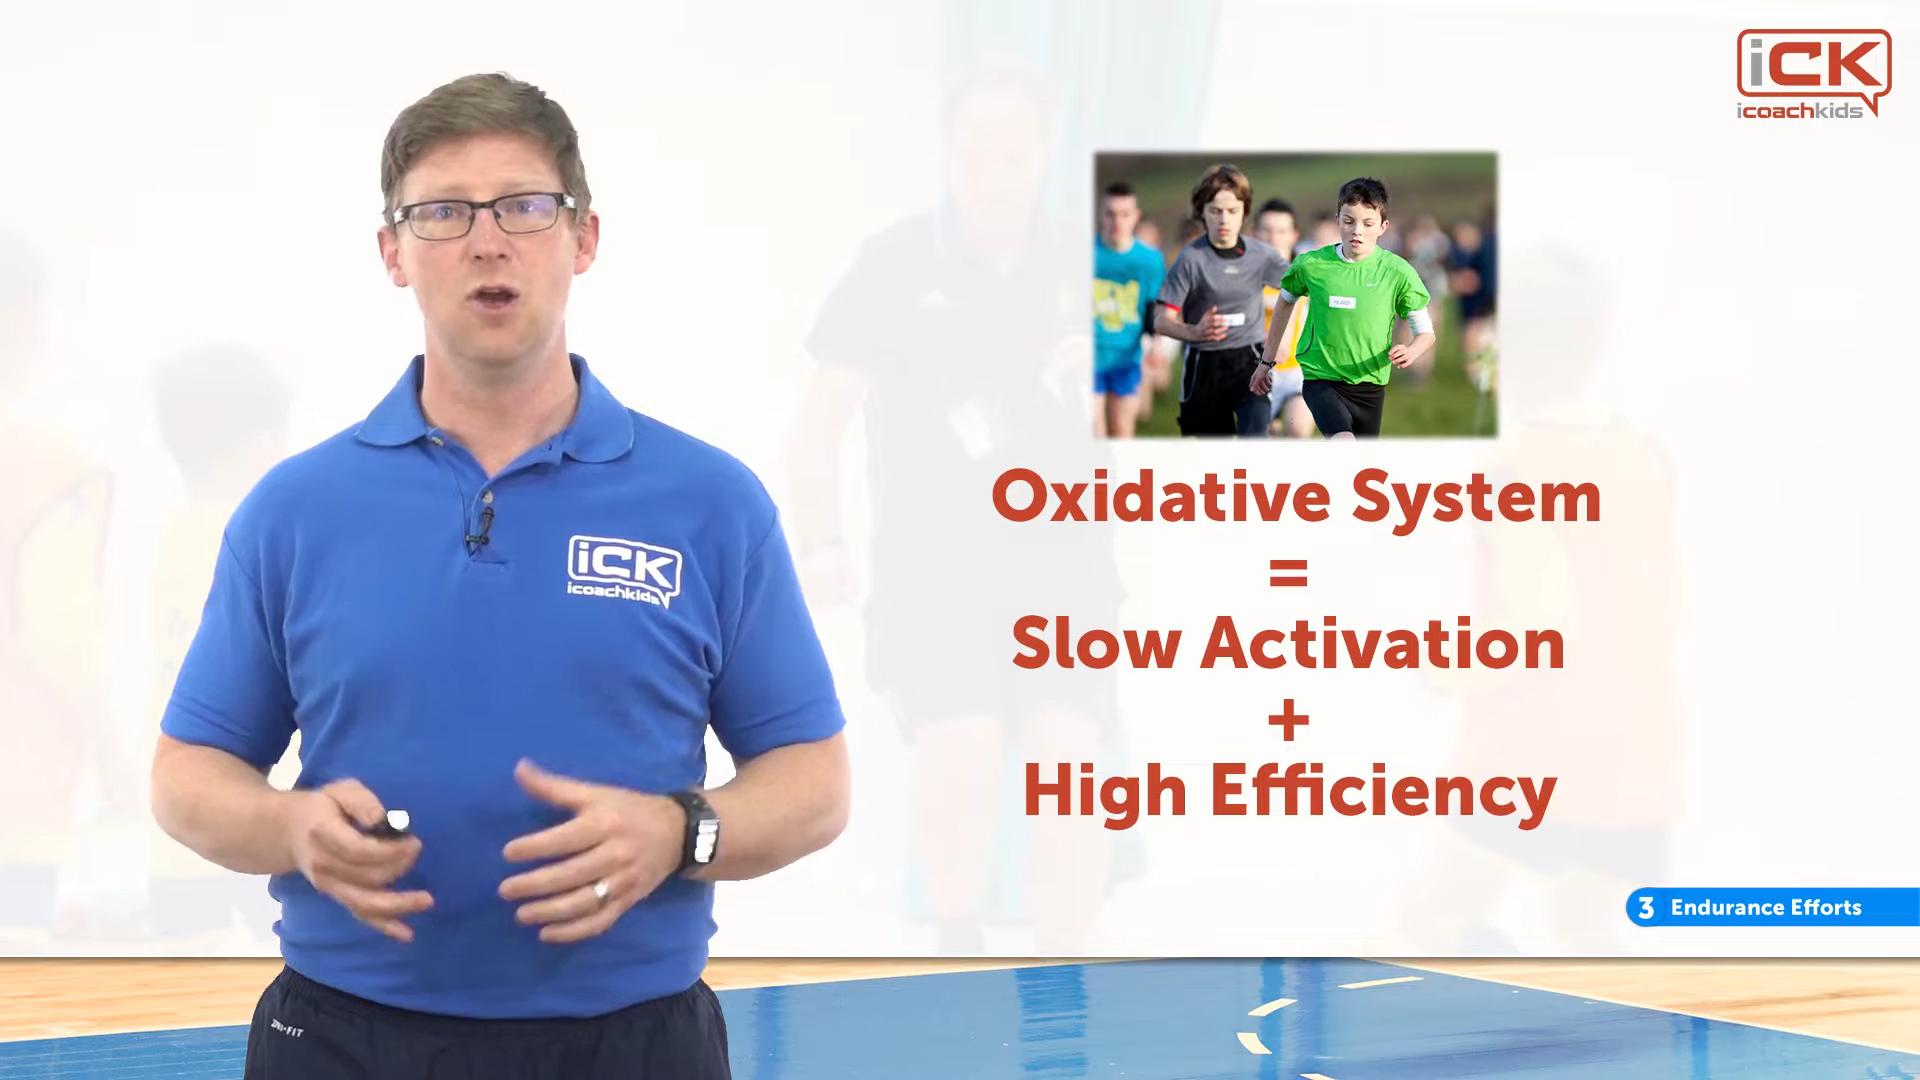 iCK
icoachkids
Oxidative System
=
Slow Activation
+
High Efficiency
3 Endurance Efforts
iCK
icoachkids